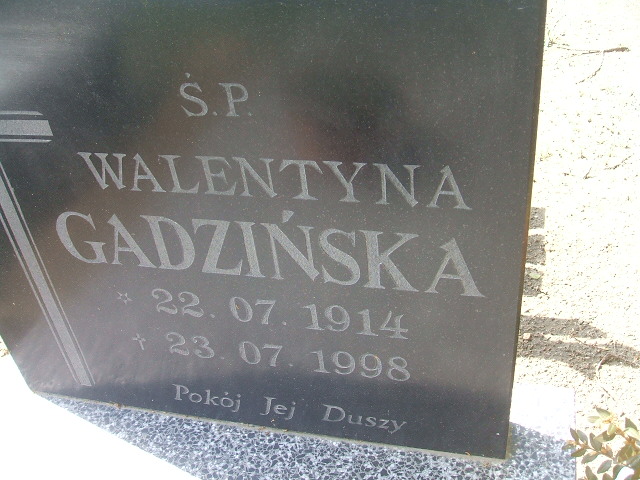 Ś.P.
WALENTYNA
GADZIŃSKA
* 22.07.1914
† 23.07.1998
Pokój Jej Duszy